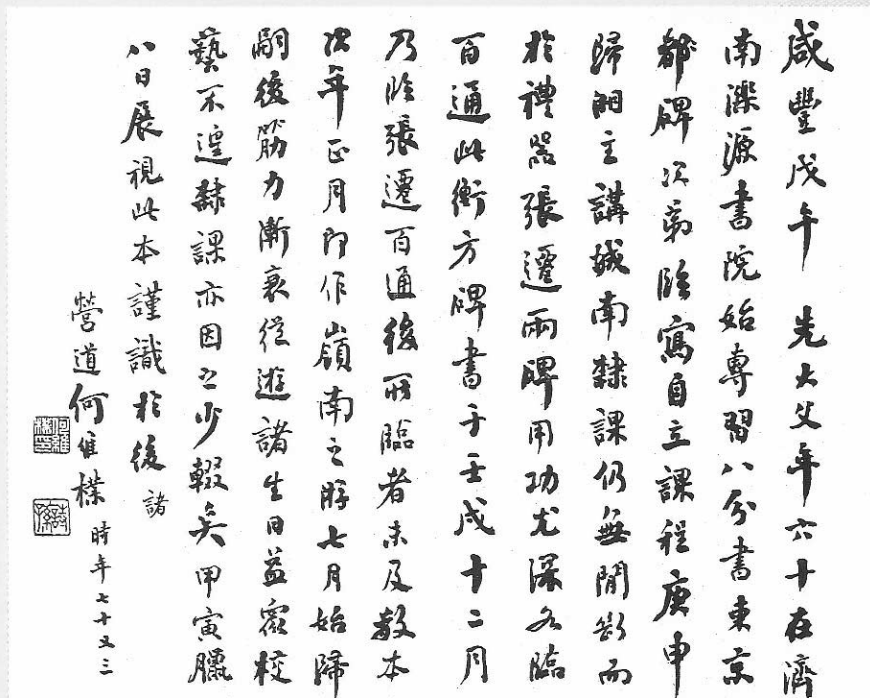 咸豐戊午　先大父年六十在濟
南濼源書院始專習八分書東京
都碑次第臨寫自立課程庚申
歸湘主講城南隸課仍無閒斷而
於禮器張遷兩碑用功尤深各臨
百通此衡方碑書于壬戌十二月
乃臨張遷百通後所臨者未及數本
次年正月即作嶺南之游七月始歸
嗣後筋力漸衰從遊諸生日益眾校
藝不遑隸課亦因之少輟矣甲寅臘
八日展視此本謹識於後 諸
營道何維樸 時年七十又三